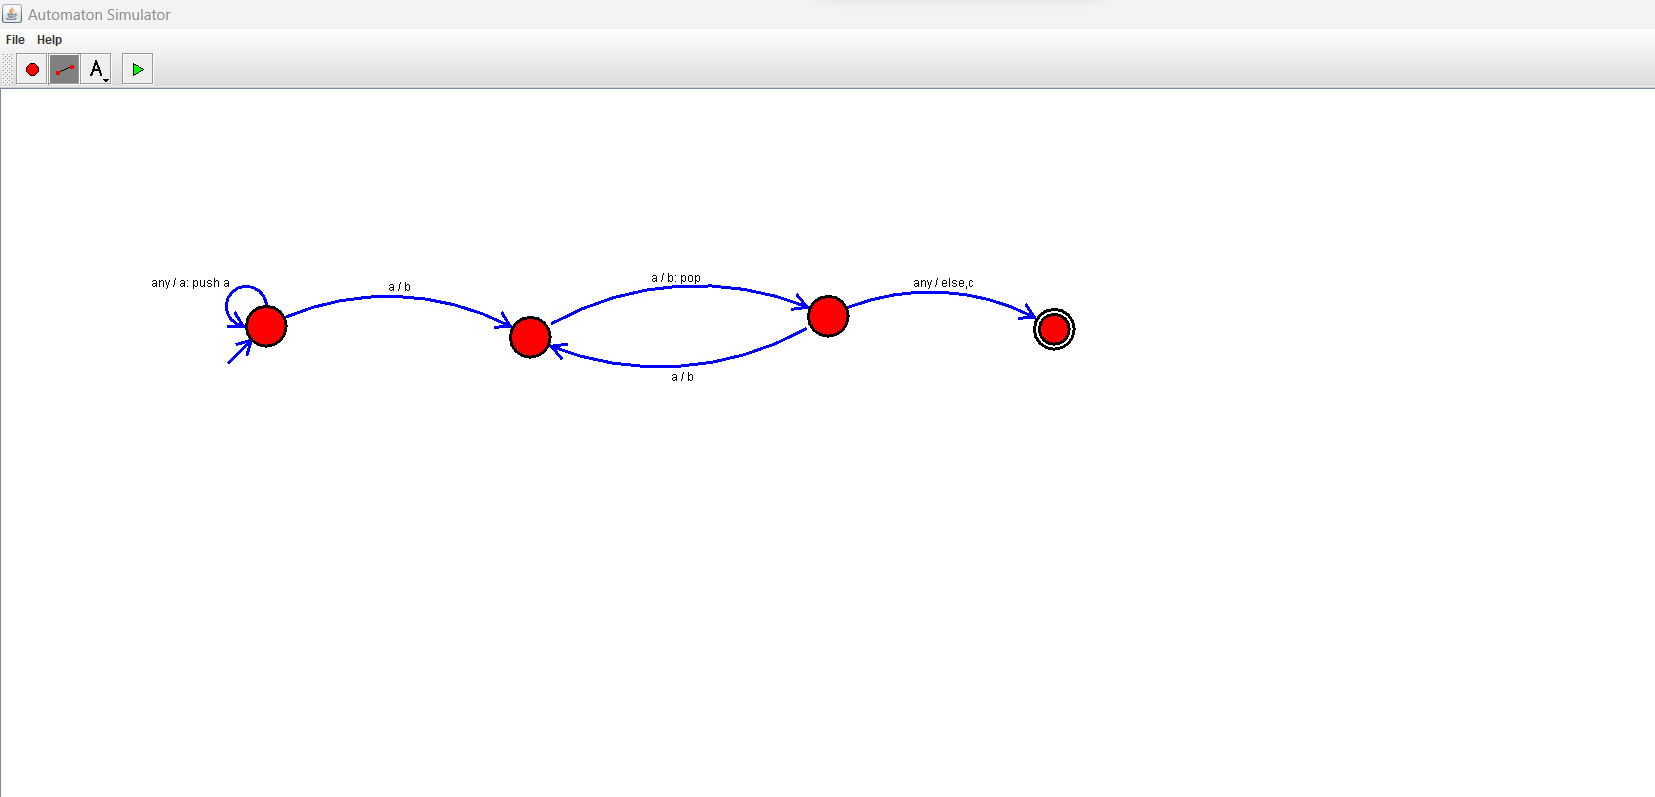 Automaton Simulator
File Help
A
any / a: push a
a / b
a / b: pop
any / else,c
a / b